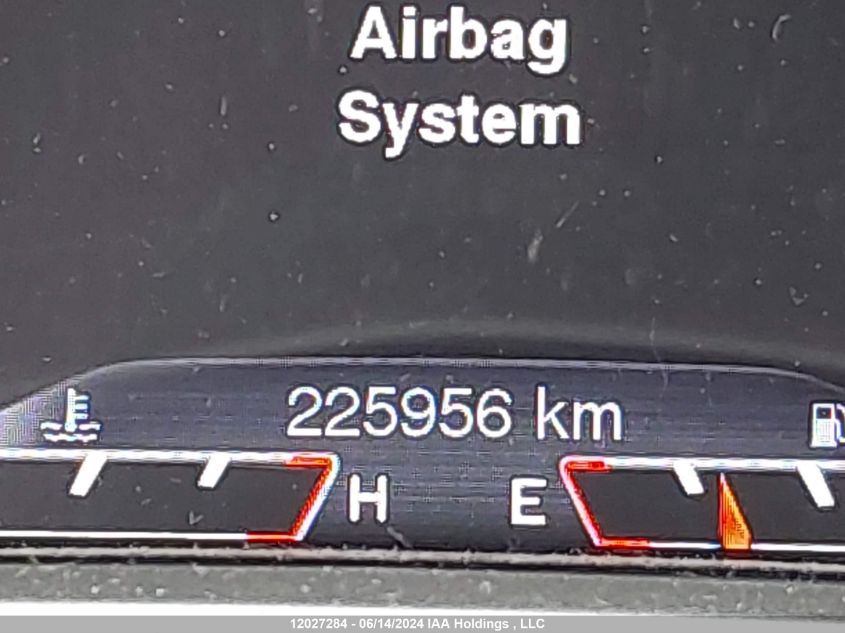 Airbag
System
225956 km
H E
12027284 - 06/14/2024 IAA Holdings , LLC